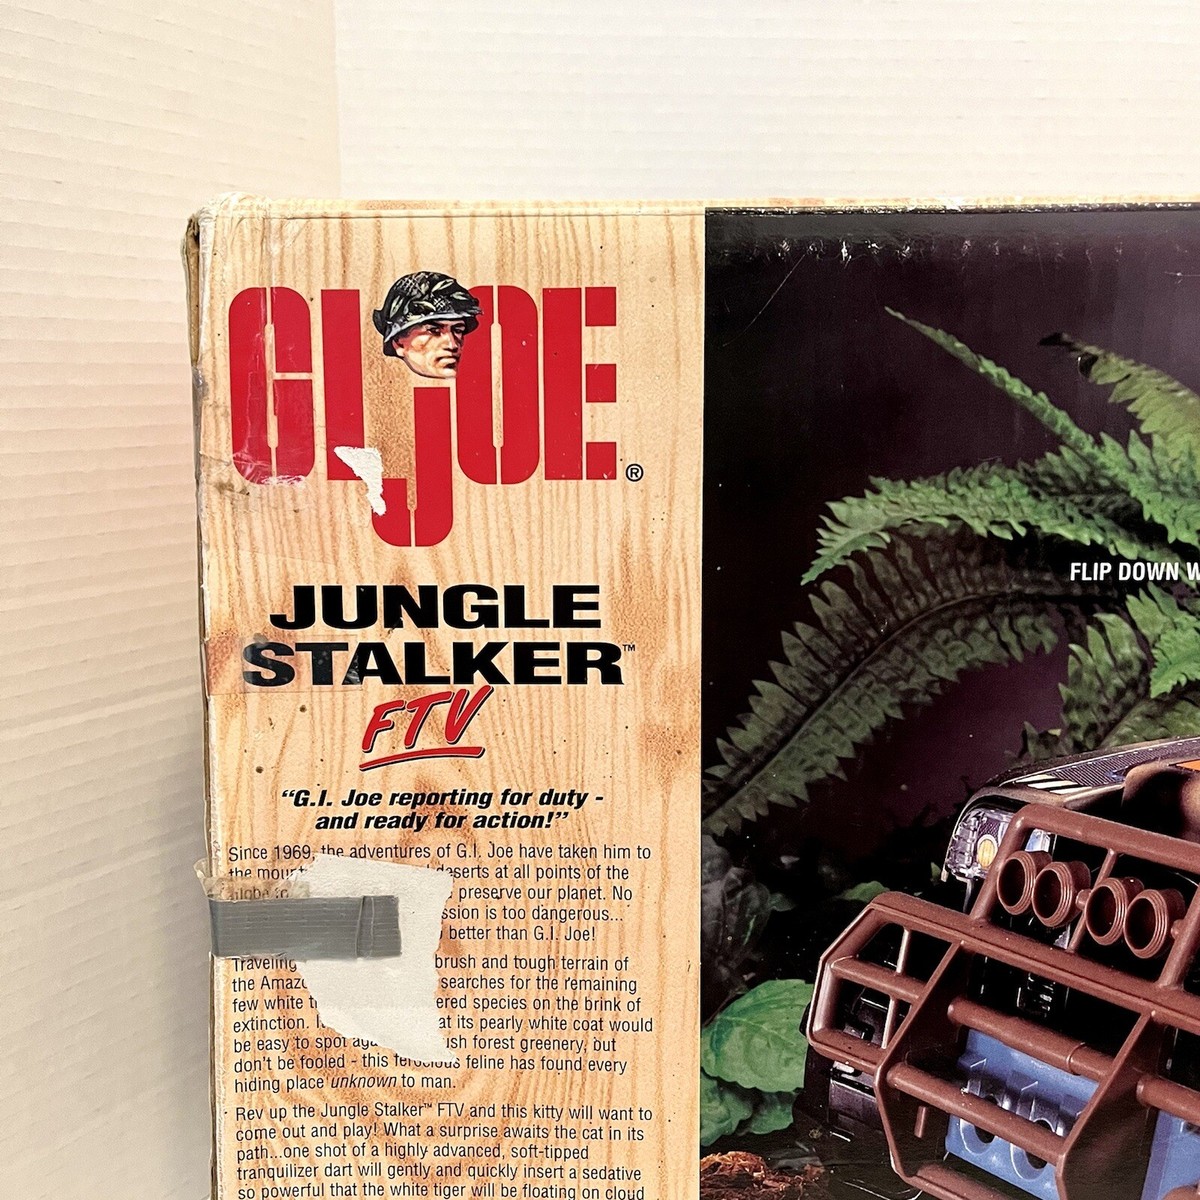 GI JOE®
JUNGLE
STALKER™
FTV
"G.I. Joe reporting for duty -
and ready for action!"
Since 1969, the adventures of G.I. Joe have taken him to
the deserts at all points of the
globe preserve our planet. No
is too dangerous...
better than G.I. Joe!
Traveling brush and tough terrain of
the searches for the remaining
few white species on the brink of
extinction. its pearly white coat would
be easy to spot forest greenery, but
don't be fooled - this ferocious feline has found every
hiding place unknown to man.
Rev up the Jungle Stalker™ FTV and this kitty will want to
come out and play! What a surprise awaits the cat in its
path...one shot of a highly advanced, soft-tipped
tranquilizer dart will gently and quickly insert a sedative
so powerful that the white tiger will be floating on cloud
FLIP DOWN W